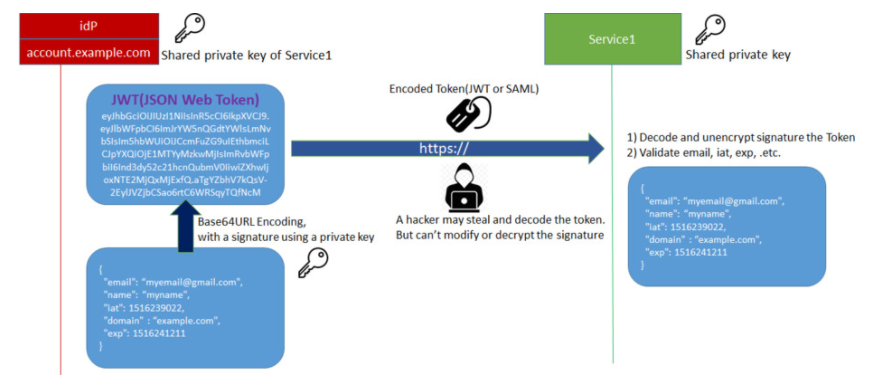 idP
account.example.com
Shared private key of Service1
Service1
Shared private key
JWT(JSON Web Token)
Encoded Token(JWT or SAML)
https://
1) Decode and unencrypt signature the Token
2) Validate email, iat, exp, .etc.
A hacker may steal and decode the token.
But can't modify or decrypt the signature
{
"email": "myemail@gmail.com",
"name": "myname",
"iat": 1516239022,
"domain" : "example.com",
"exp": 1516241211
}
Base64URL Encoding,
with a signature using a private key
{
"email": "myemail@gmail.com",
"name": "myname",
"iat": 1516239022,
"domain" : "example.com",
"exp": 1516241211
}